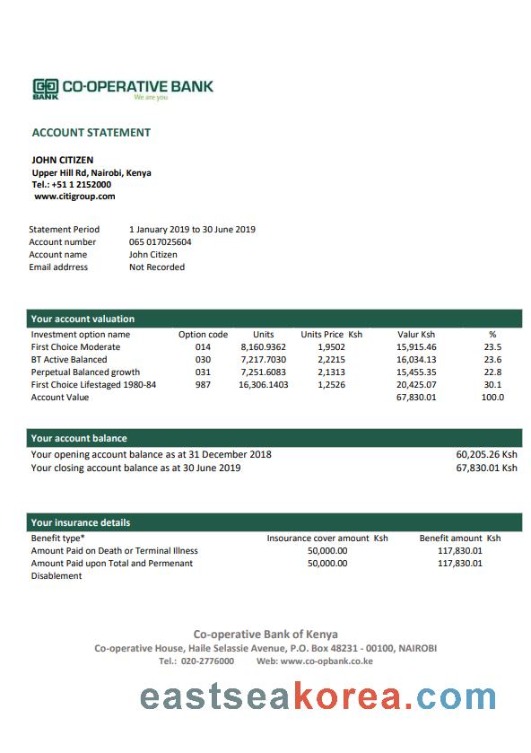 CO-OPERATIVE BANK
BANK
We are you
ACCOUNT STATEMENT
JOHN CITIZEN
Upper Hill Rd, Nairobi, Kenya
Tel.: +51 1 2152000
www.citigroup.com
Statement Period 1 January 2019 to 30 June 2019
Account number 065 017025604
Account name John Citizen
Email addrress Not Recorded
Your account valuation
Investment option name Option code Units Units Price Ksh Valur Ksh %
First Choice Moderate 014 8,160.9362 1,9502 15,915.46 23.5
BT Active Balanced 030 7,217.7030 2,2215 16,034.13 23.6
Perpetual Balanced growth 031 7,251.6083 2,1313 15,455.35 22.8
First Choice Lifestaged 1980-84 987 16,306.1403 1,2526 20,425.07 30.1
Account Value 67,830.01 100.0
Your account balance
Your opening account balance as at 31 December 2018 60,205.26 Ksh
Your closing account balance as at 30 June 2019 67,830.01 Ksh
Your insurance details
Benefit type* Insourance cover amount Ksh Benefit amount Ksh
Amount Paid on Death or Terminal Illness 50,000.00 117,830.01
Amount Paid upon Total and Permenant 50,000.00 117,830.01
Disablement
Co-operative Bank of Kenya
Co-operative House, Haile Selassie Avenue, P.O. Box 48231 - 00100, NAIROBI
Tel.: 020-2776000 Web: www.co-opbank.co.ke
eastseakorea.com